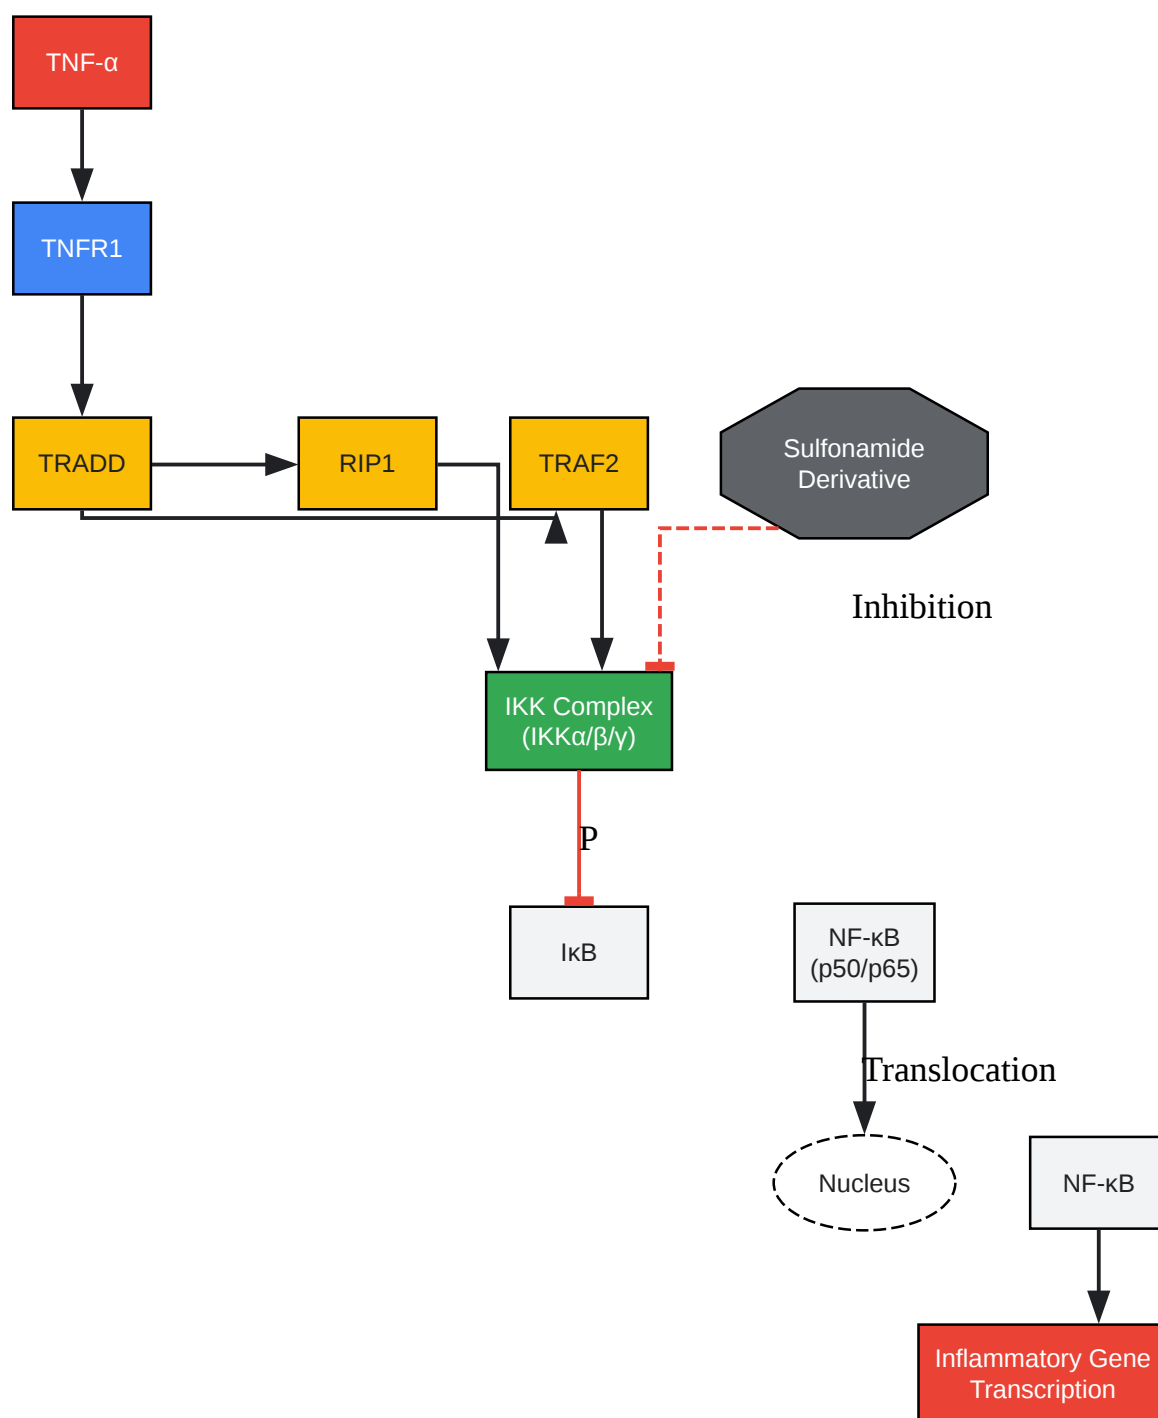 TNF-α
TNFR1
TRADD
RIP1
TRAF2
Sulfonamide
Derivative
Inhibition
IKK Complex
(IKKα/β/γ)
P
IκB
NF-κB
(p50/p65)
Translocation
Nucleus
NF-κB
Inflammatory Gene
Transcription